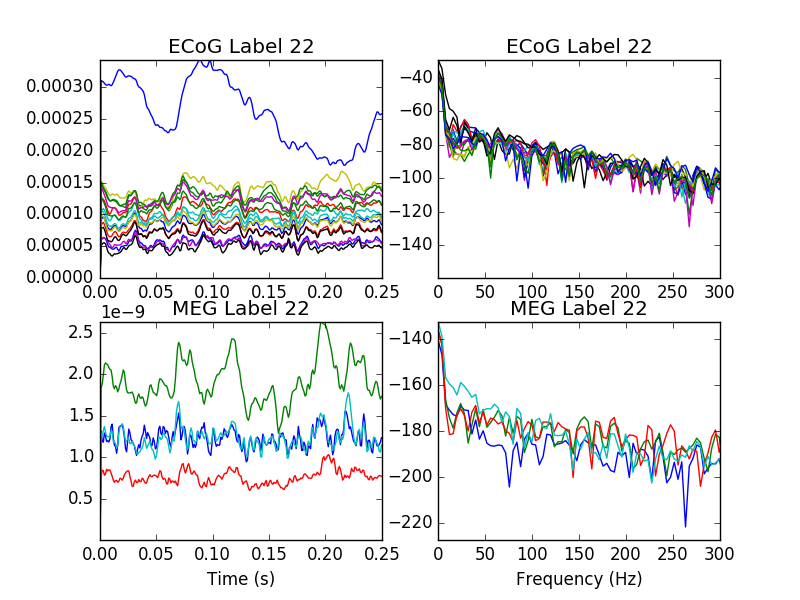 ECoG Label 22
0.00030
0.00025
0.00020
0.00015
0.00010
0.00005
0.00000
0.00 0.05 0.10 0.15 0.20 0.25
ECoG Label 22
−40
−60
−80
−100
−120
−140
0 50 100 150 200 250 300
MEG Label 22
1e−9
2.5
2.0
1.5
1.0
0.5
0.00 0.05 0.10 0.15 0.20 0.25
Time (s)
MEG Label 22
−140
−160
−180
−200
−220
0 50 100 150 200 250 300
Frequency (Hz)